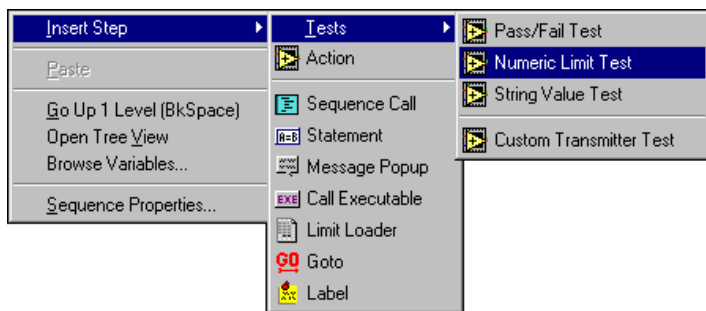 Insert Step
Paste
Go Up 1 Level (BkSpace)
Open Tree View
Browse Variables...
Sequence Properties...
Tests
Action
Sequence Call
A=B Statement
Message Popup
EXE Call Executable
Limit Loader
GO Goto
Label
Pass/Fail Test
Numeric Limit Test
String Value Test
Custom Transmitter Test